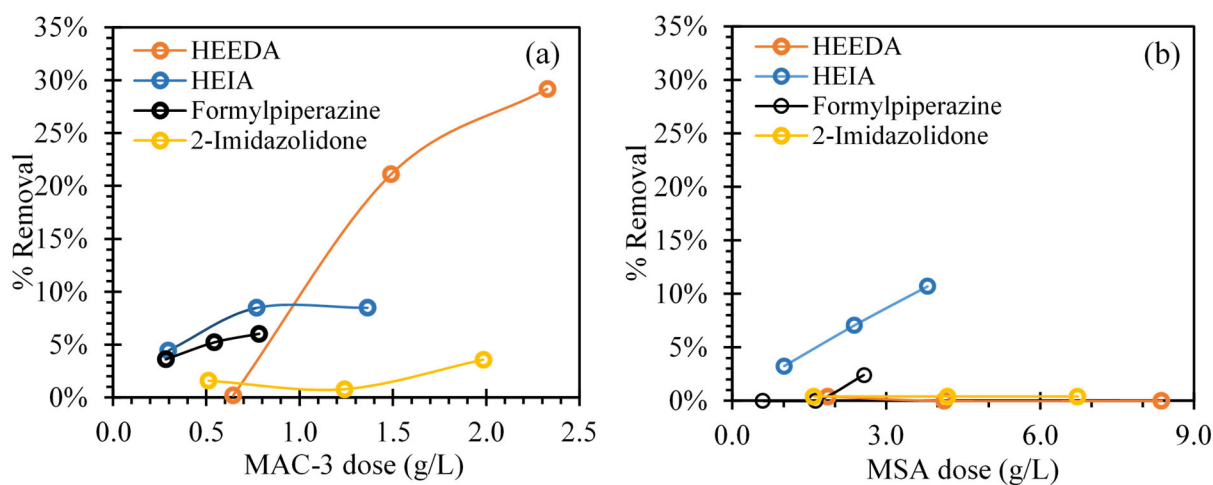 35%
30%
25%
20%
15%
10%
5%
0%
% Removal
HEEDA
HEIA
Formylpiperazine
2-Imidazolidone
(a)
0.0 0.5 1.0 1.5 2.0 2.5
MAC-3 dose (g/L)
35%
30%
25%
20%
15%
10%
5%
0%
% Removal
HEEDA
HEIA
Formylpiperazine
2-Imidazolidone
(b)
0.0 3.0 6.0 9.0
MSA dose (g/L)